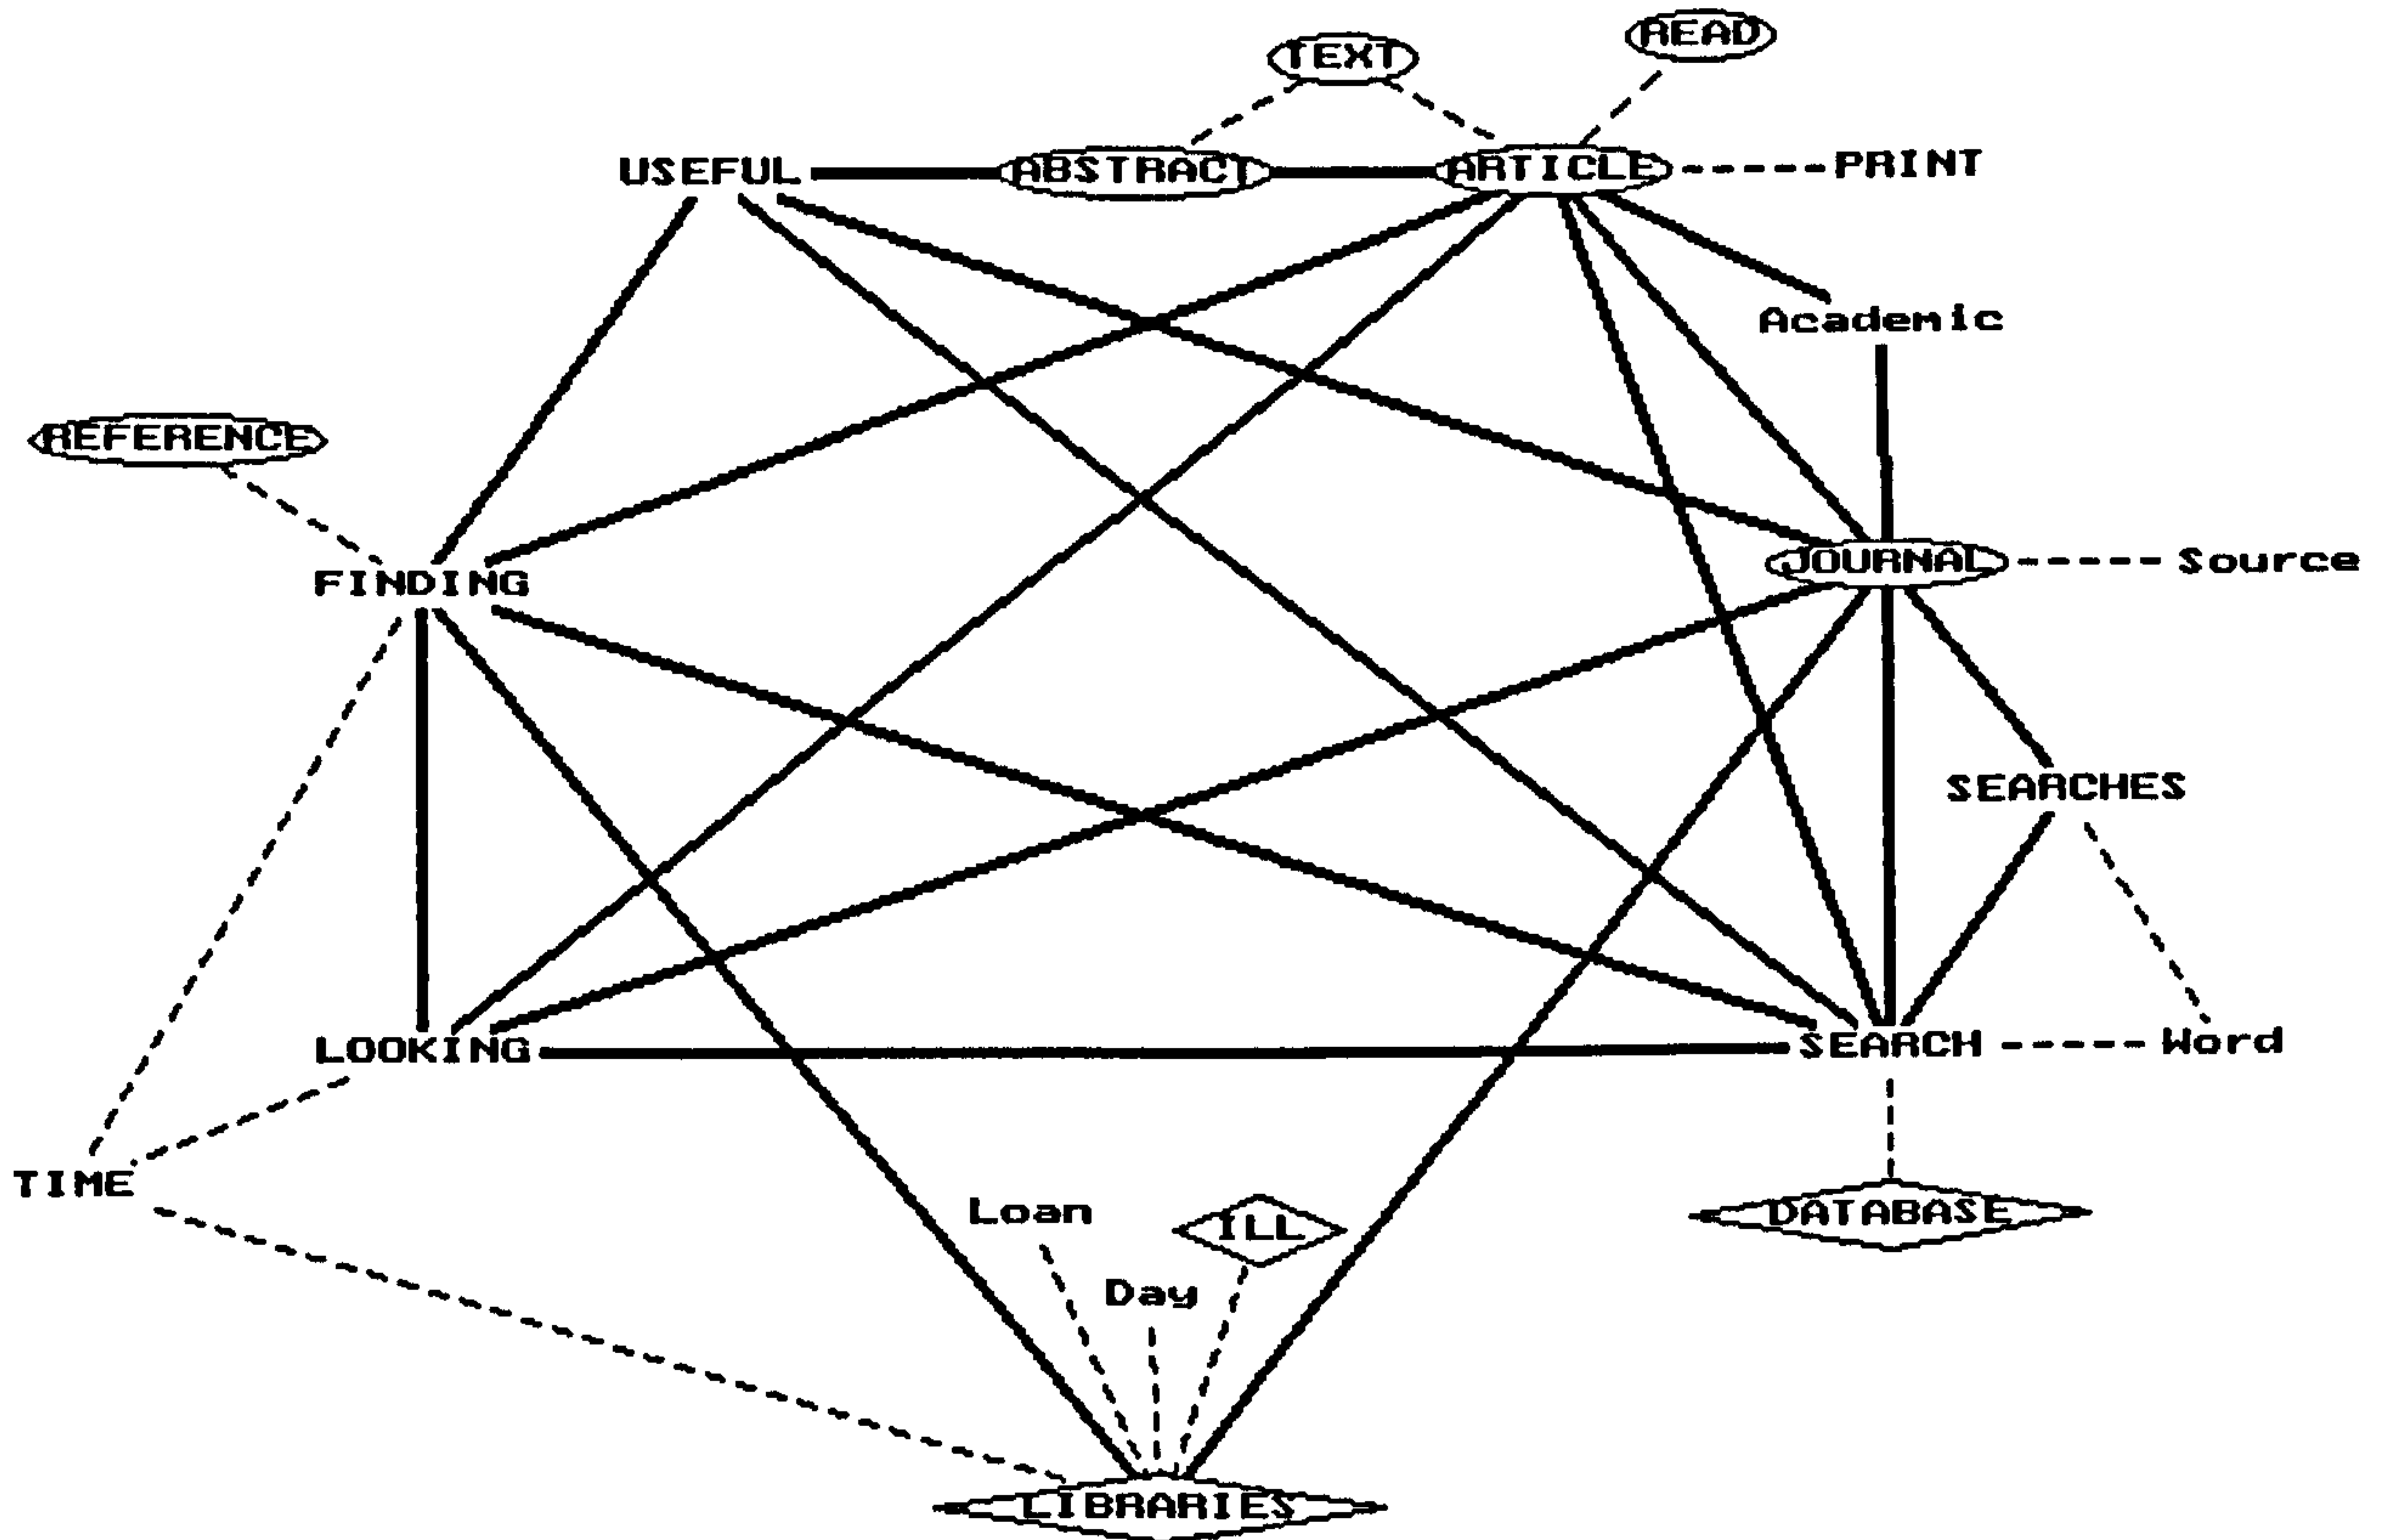 READ
TEXT
USEFUL
ABSTRACT
ARTICLE
PRINT
Academic
REFERENCE
JOURNAL
Source
FINDING
SEARCHES
LOOKING
SEARCH
Word
TIME
Loan
ILL
DATABASE
Day
LIBRARIES